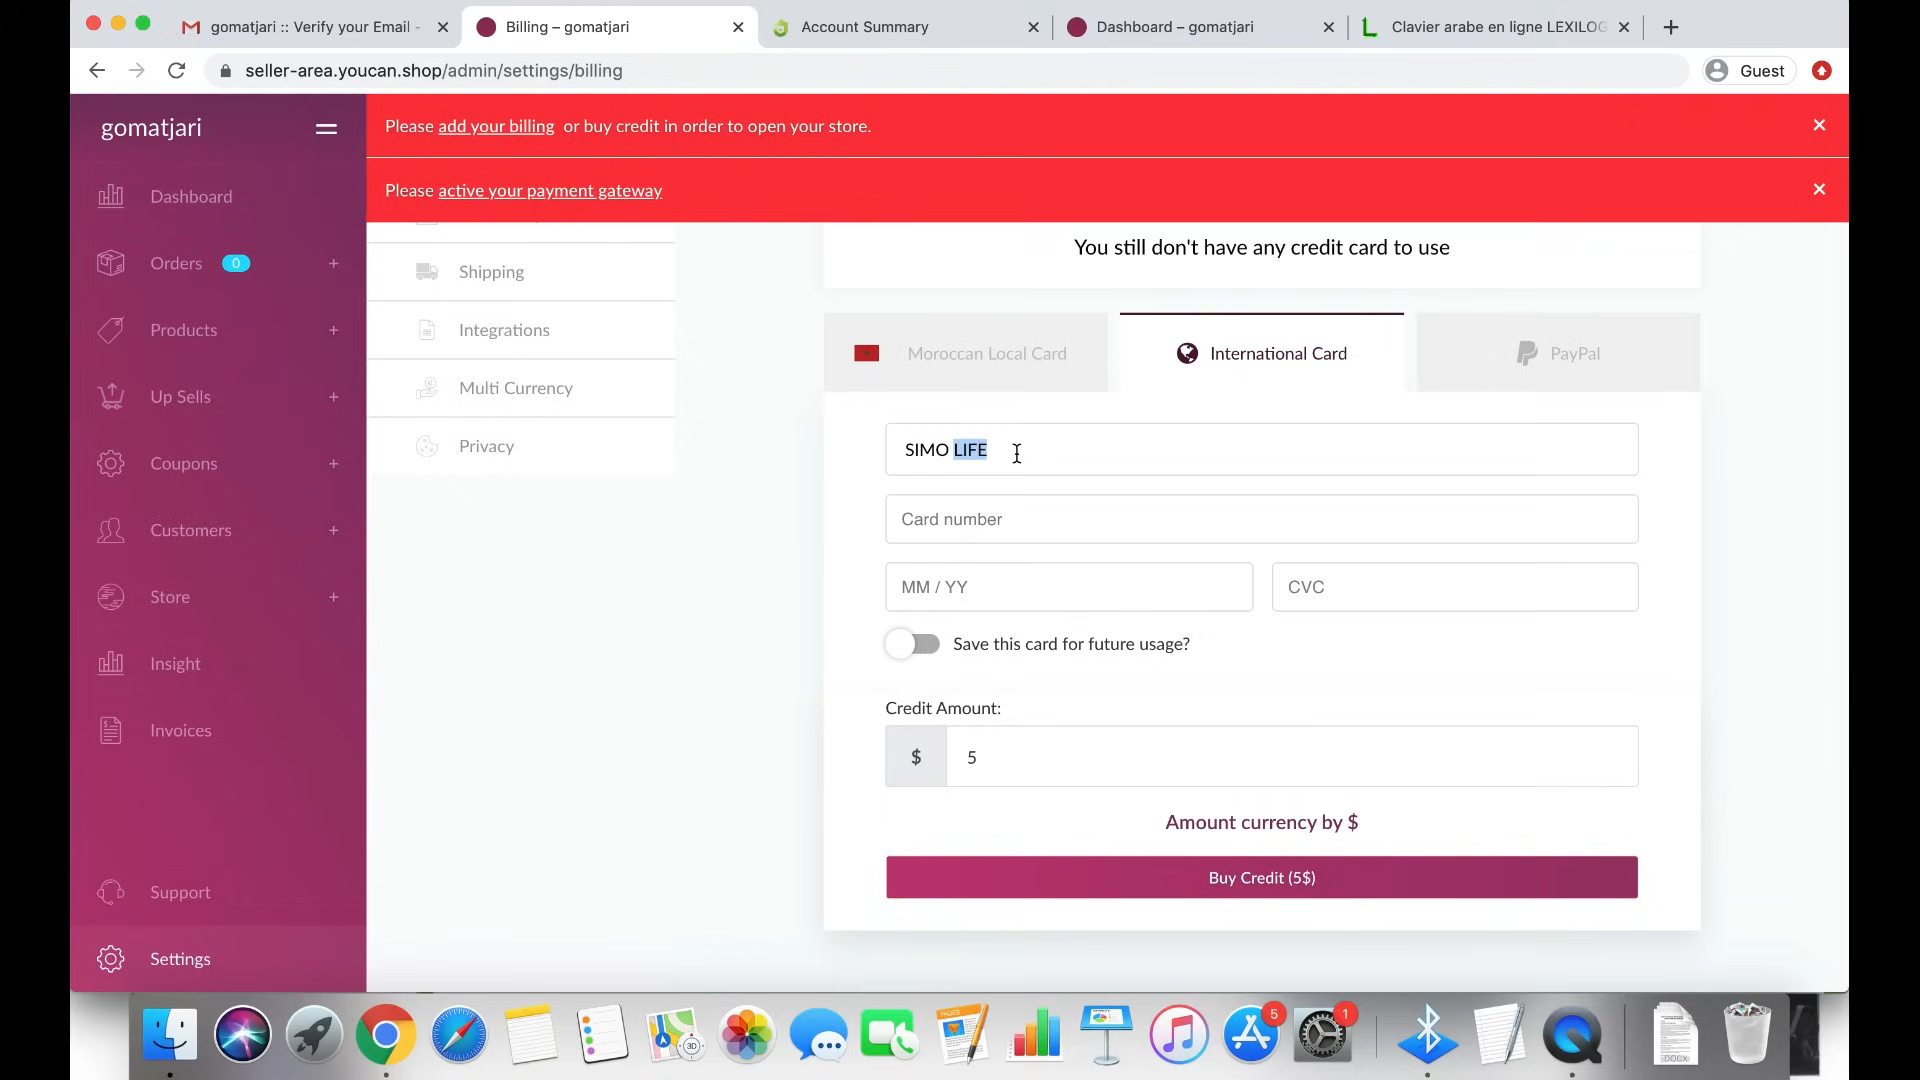 gomatjari :: Verify your Email -
Billing – gomatjari
Account Summary
Dashboard – gomatjari
Clavier arabe en ligne LEXILOG
seller-area.youcan.shop/admin/settings/billing
Guest
gomatjari
Please add your billing or buy credit in order to open your store.
Please active your payment gateway
Dashboard
Orders 0 +
Products +
Up Sells +
Coupons +
Customers +
Store +
Insight
Invoices
Support
Settings
Shipping
Integrations
Multi Currency
Privacy
You still don't have any credit card to use
Moroccan Local Card
International Card
PayPal
SIMO LIFE
Card number
MM / YY
CVC
Save this card for future usage?
Credit Amount:
$ 5
Amount currency by $
Buy Credit (5$)
3D
PAGES
5
1
DOCX